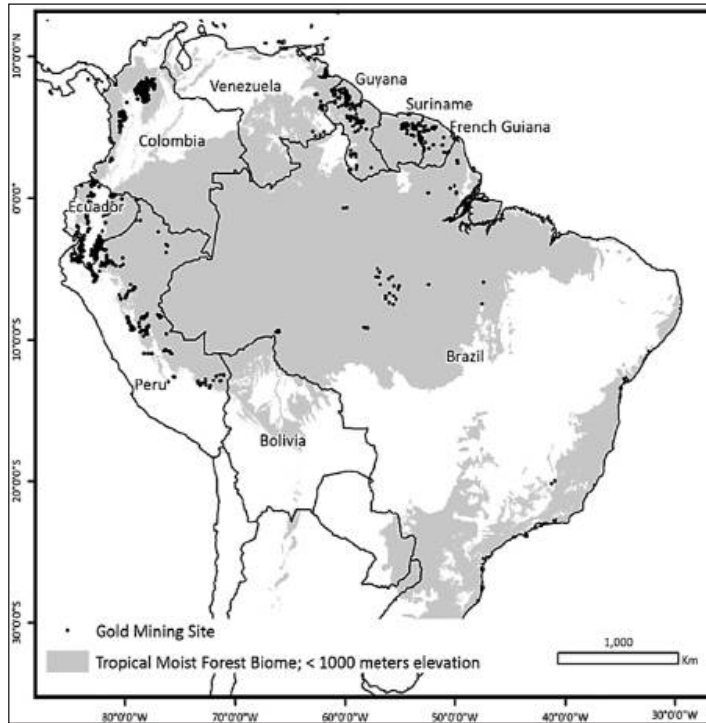 10°0'0"N
0°0'0"
10°0'0"S
20°0'0"S
30°0'0"S
Venezuela
Guyana
Suriname
French Guiana
Colombia
Ecuador
Brazil
Peru
Bolivia
Gold Mining Site
Tropical Moist Forest Biome; < 1000 meters elevation
1,000
Km
80°0'0"W
70°0'0"W
60°0'0"W
50°0'0"W
40°0'0"W
30°0'0"W